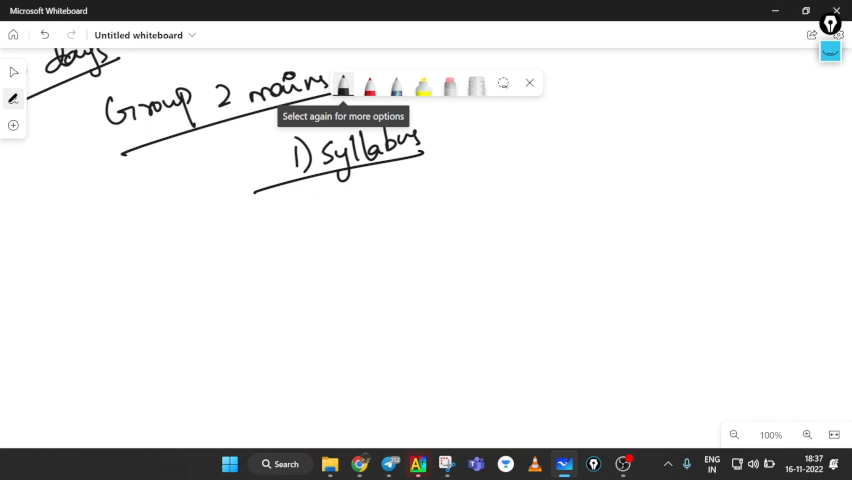 Microsoft Whiteboard
Untitled whiteboard
days
Group 2 mains
Select again for more options
1) Syllabus
100%
Search
ENG
IN
18:37
16-11-2022